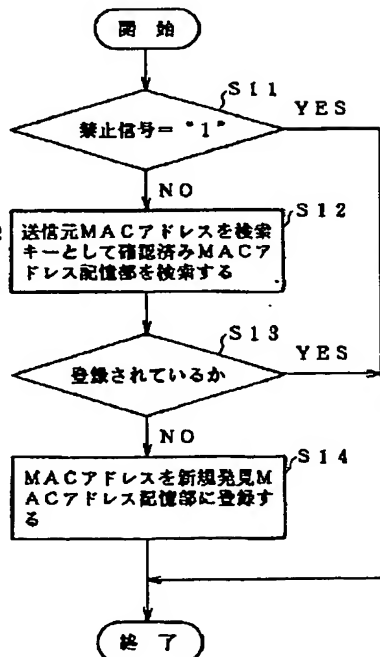 開 始
S11
禁止信号= "1"
YES
NO
S12
送信元MACアドレスを検索
キーとして確認済みMACア
ドレス記憶部を検索する
S13
登録されているか
YES
NO
S14
MACアドレスを新規発見M
ACアドレス記憶部に登録す
る
終 了